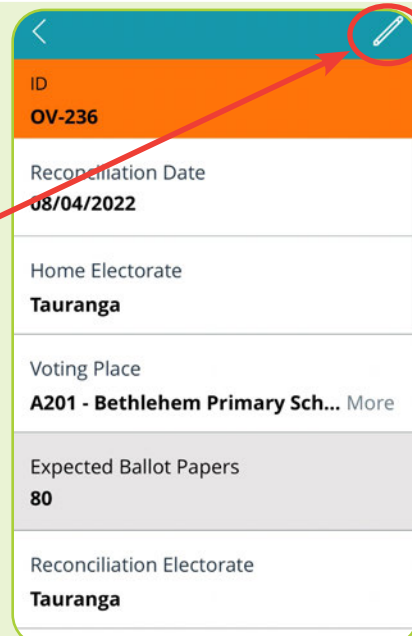 ID
OV-236
Reconciliation Date
08/04/2022
Home Electorate
Tauranga
Voting Place
A201 - Bethlehem Primary Sch... More
Expected Ballot Papers
80
Reconciliation Electorate
Tauranga